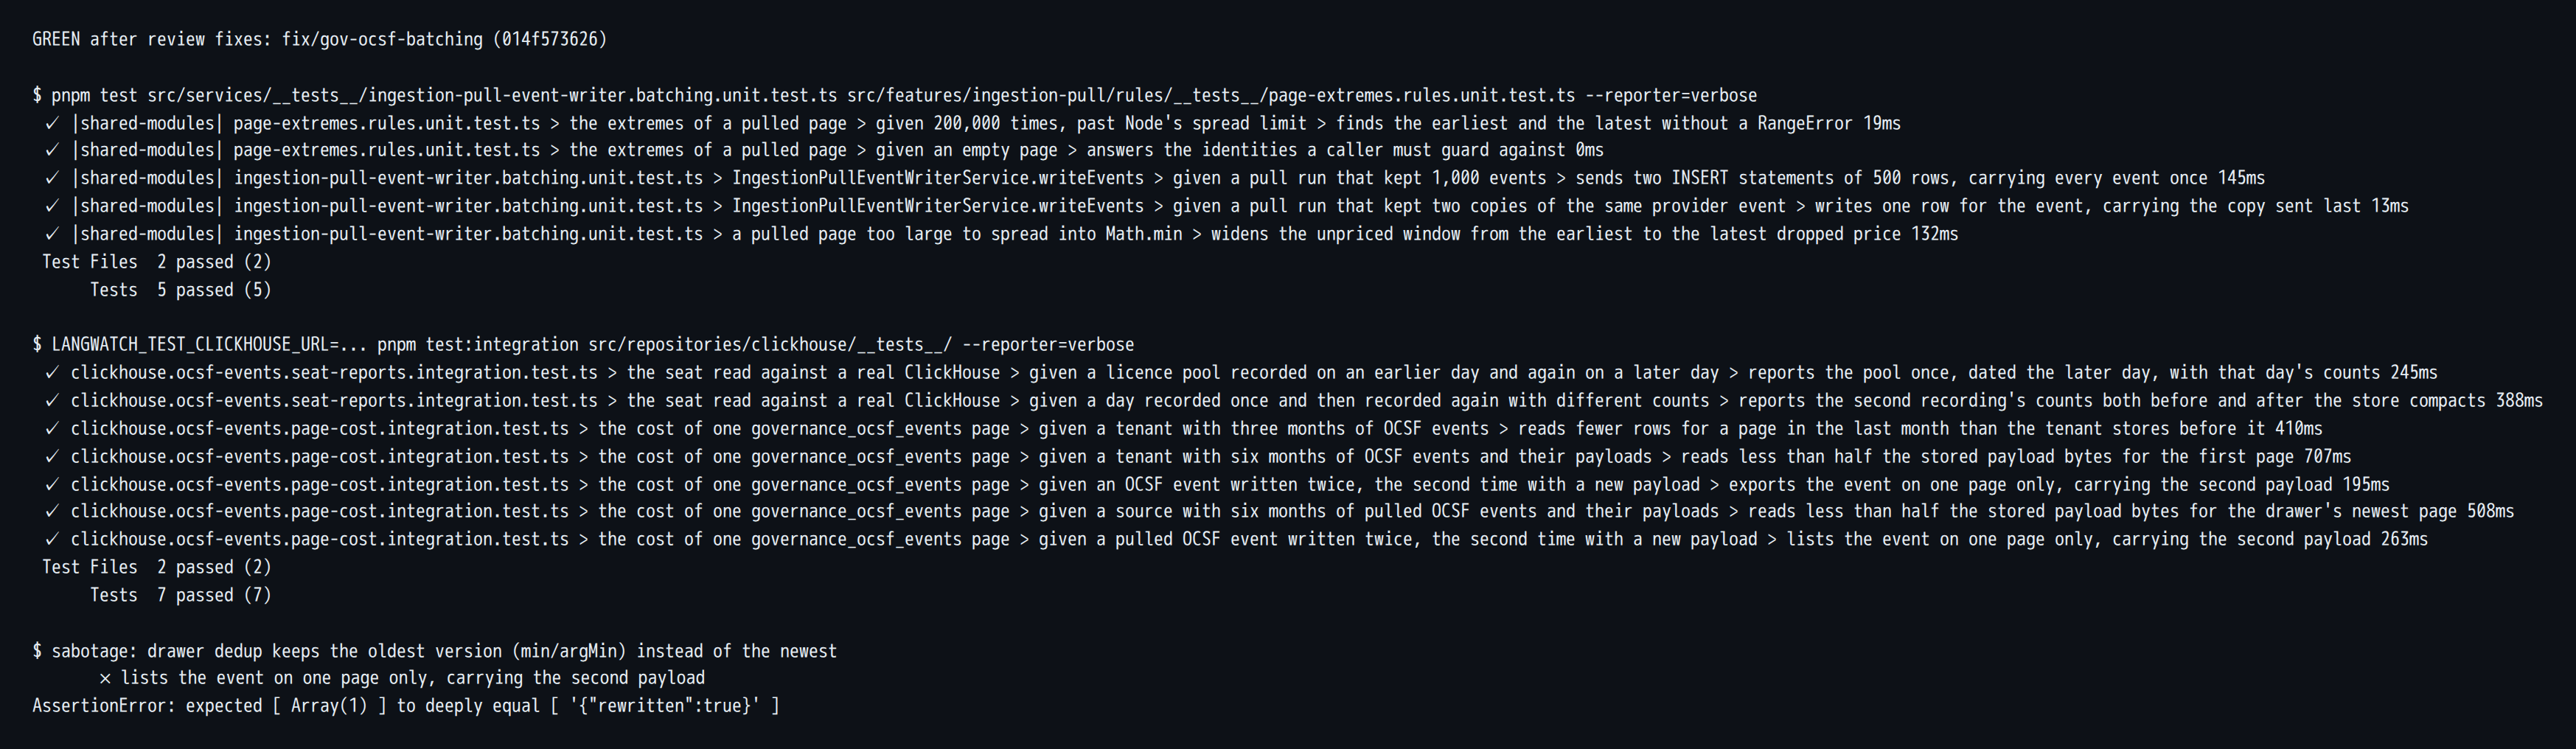 GREEN after review fixes: fix/gov-ocsf-batching (014f573626)
$ pnpm test src/services/__tests__/ingestion-pull-event-writer.batching.unit.test.ts src/features/ingestion-pull/rules/__tests__/page-extremes.rules.unit.test.ts --reporter=verbose
✓ |shared-modules| page-extremes.rules.unit.test.ts > the extremes of a pulled page > given 200,000 times, past Node's spread limit > finds the earliest and the latest without a RangeError 19ms
✓ |shared-modules| page-extremes.rules.unit.test.ts > the extremes of a pulled page > given an empty page > answers the identities a caller must guard against 0ms
✓ |shared-modules| ingestion-pull-event-writer.batching.unit.test.ts > IngestionPullEventWriterService.writeEvents > given a pull run that kept 1,000 events > sends two INSERT statements of 500 rows, carrying every event once 145ms
✓ |shared-modules| ingestion-pull-event-writer.batching.unit.test.ts > IngestionPullEventWriterService.writeEvents > given a pull run that kept two copies of the same provider event > writes one row for the event, carrying the copy sent last 13ms
✓ |shared-modules| ingestion-pull-event-writer.batching.unit.test.ts > a pulled page too large to spread into Math.min > widens the unpriced window from the earliest to the latest dropped price 132ms
Test Files  2 passed (2)
Tests  5 passed (5)
$ LANGWATCH_TEST_CLICKHOUSE_URL=... pnpm test:integration src/repositories/clickhouse/__tests__/ --reporter=verbose
✓ clickhouse.ocsf-events.seat-reports.integration.test.ts > the seat read against a real ClickHouse > given a licence pool recorded on an earlier day and again on a later day > reports the pool once, dated the later day, with that day's counts 245ms
✓ clickhouse.ocsf-events.seat-reports.integration.test.ts > the seat read against a real ClickHouse > given a day recorded once and then recorded again with different counts > reports the second recording's counts both before and after the store compacts 388ms
✓ clickhouse.ocsf-events.page-cost.integration.test.ts > the cost of one governance_ocsf_events page > given a tenant with three months of OCSF events > reads fewer rows for a page in the last month than the tenant stores before it 410ms
✓ clickhouse.ocsf-events.page-cost.integration.test.ts > the cost of one governance_ocsf_events page > given a tenant with six months of OCSF events and their payloads > reads less than half the stored payload bytes for the first page 707ms
✓ clickhouse.ocsf-events.page-cost.integration.test.ts > the cost of one governance_ocsf_events page > given an OCSF event written twice, the second time with a new payload > exports the event on one page only, carrying the second payload 195ms
✓ clickhouse.ocsf-events.page-cost.integration.test.ts > the cost of one governance_ocsf_events page > given a source with six months of pulled OCSF events and their payloads > reads less than half the stored payload bytes for the drawer's newest page 508ms
✓ clickhouse.ocsf-events.page-cost.integration.test.ts > the cost of one governance_ocsf_events page > given a pulled OCSF event written twice, the second time with a new payload > lists the event on one page only, carrying the second payload 263ms
Test Files  2 passed (2)
Tests  7 passed (7)
$ sabotage: drawer dedup keeps the oldest version (min/argMin) instead of the newest
× lists the event on one page only, carrying the second payload
AssertionError: expected [ Array(1) ] to deeply equal [ '{"rewritten":true}' ]